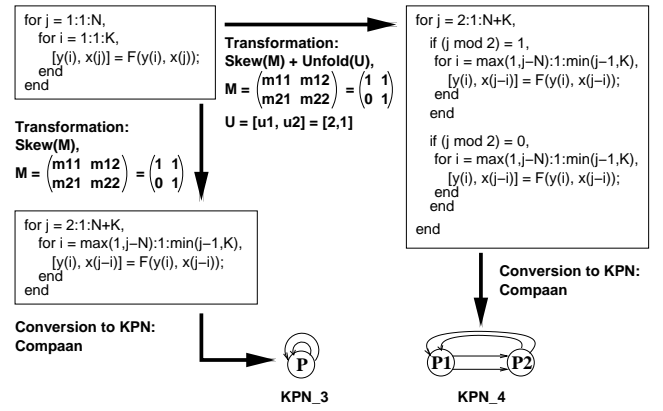 for j = 1:1:N,
for i = 1:1:K,
[y(i), x(j)] = F(y(i), x(j));
end
end
Transformation:
Skew(M) + Unfold(U),
M = (m11 m12 m21 m22) = (1 1 0 1)
U = [u1, u2] = [2,1]
for j = 2:1:N+K,
if (j mod 2) = 1,
for i = max(1,j−N):1:min(j−1,K),
[y(i), x(j−i)] = F(y(i), x(j−i));
end
end
if (j mod 2) = 0,
for i = max(1,j−N):1:min(j−1,K),
[y(i), x(j−i)] = F(y(i), x(j−i));
end
end
end
Transformation:
Skew(M),
M = (m11 m12 m21 m22) = (1 1 0 1)
for j = 2:1:N+K,
for i = max(1,j−N):1:min(j−1,K),
[y(i), x(j−i)] = F(y(i), x(j−i));
end
end
Conversion to KPN:
Compaan
Conversion to KPN:
Compaan
P
KPN_3
P1 P2
KPN_4